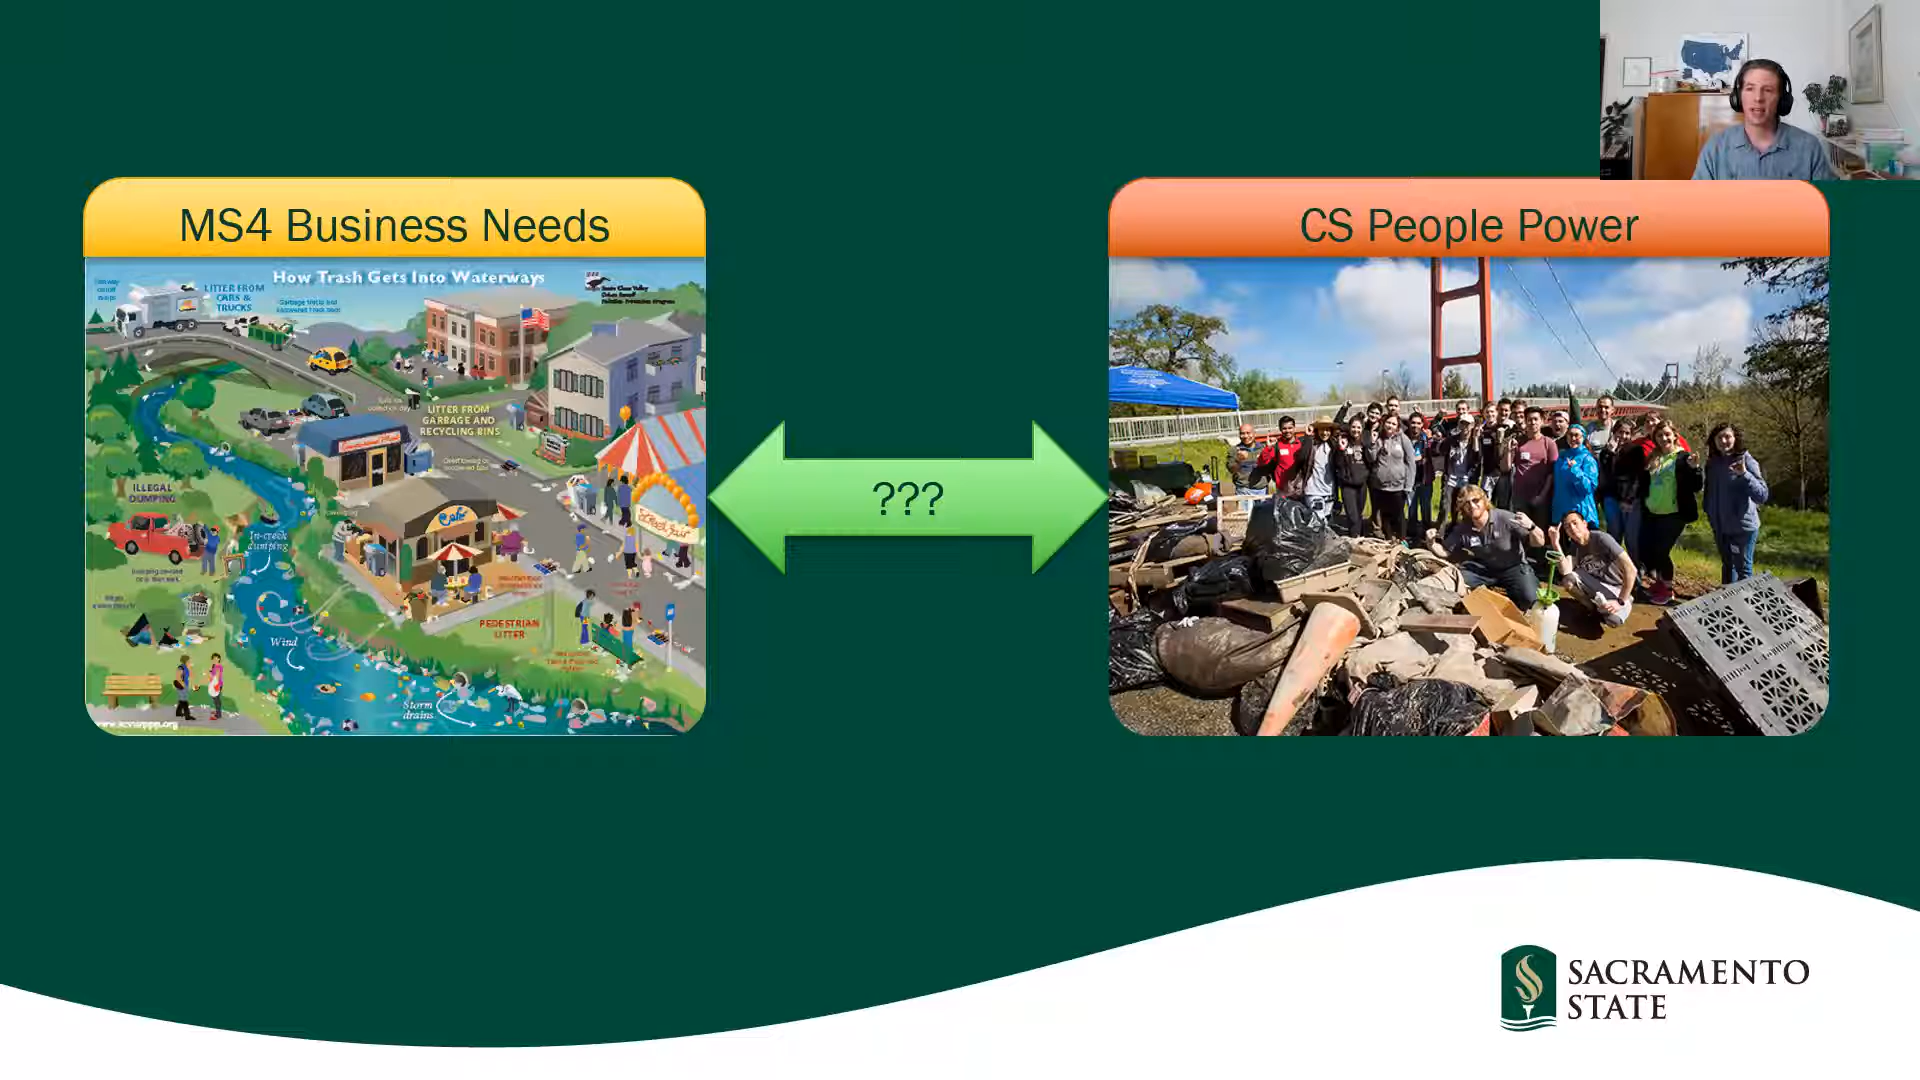 MS4 Business Needs
How Trash Gets Into Waterways
LITTER FROM
CARS &
TRUCKS
LITTER FROM
GARBAGE AND
RECYCLING BINS
ILLEGAL
DUMPING
In-creek
dumping
Cafe
Wind
PEDESTRIAN
LITTER
Storm
drains
???
CS People Power
SACRAMENTO
STATE